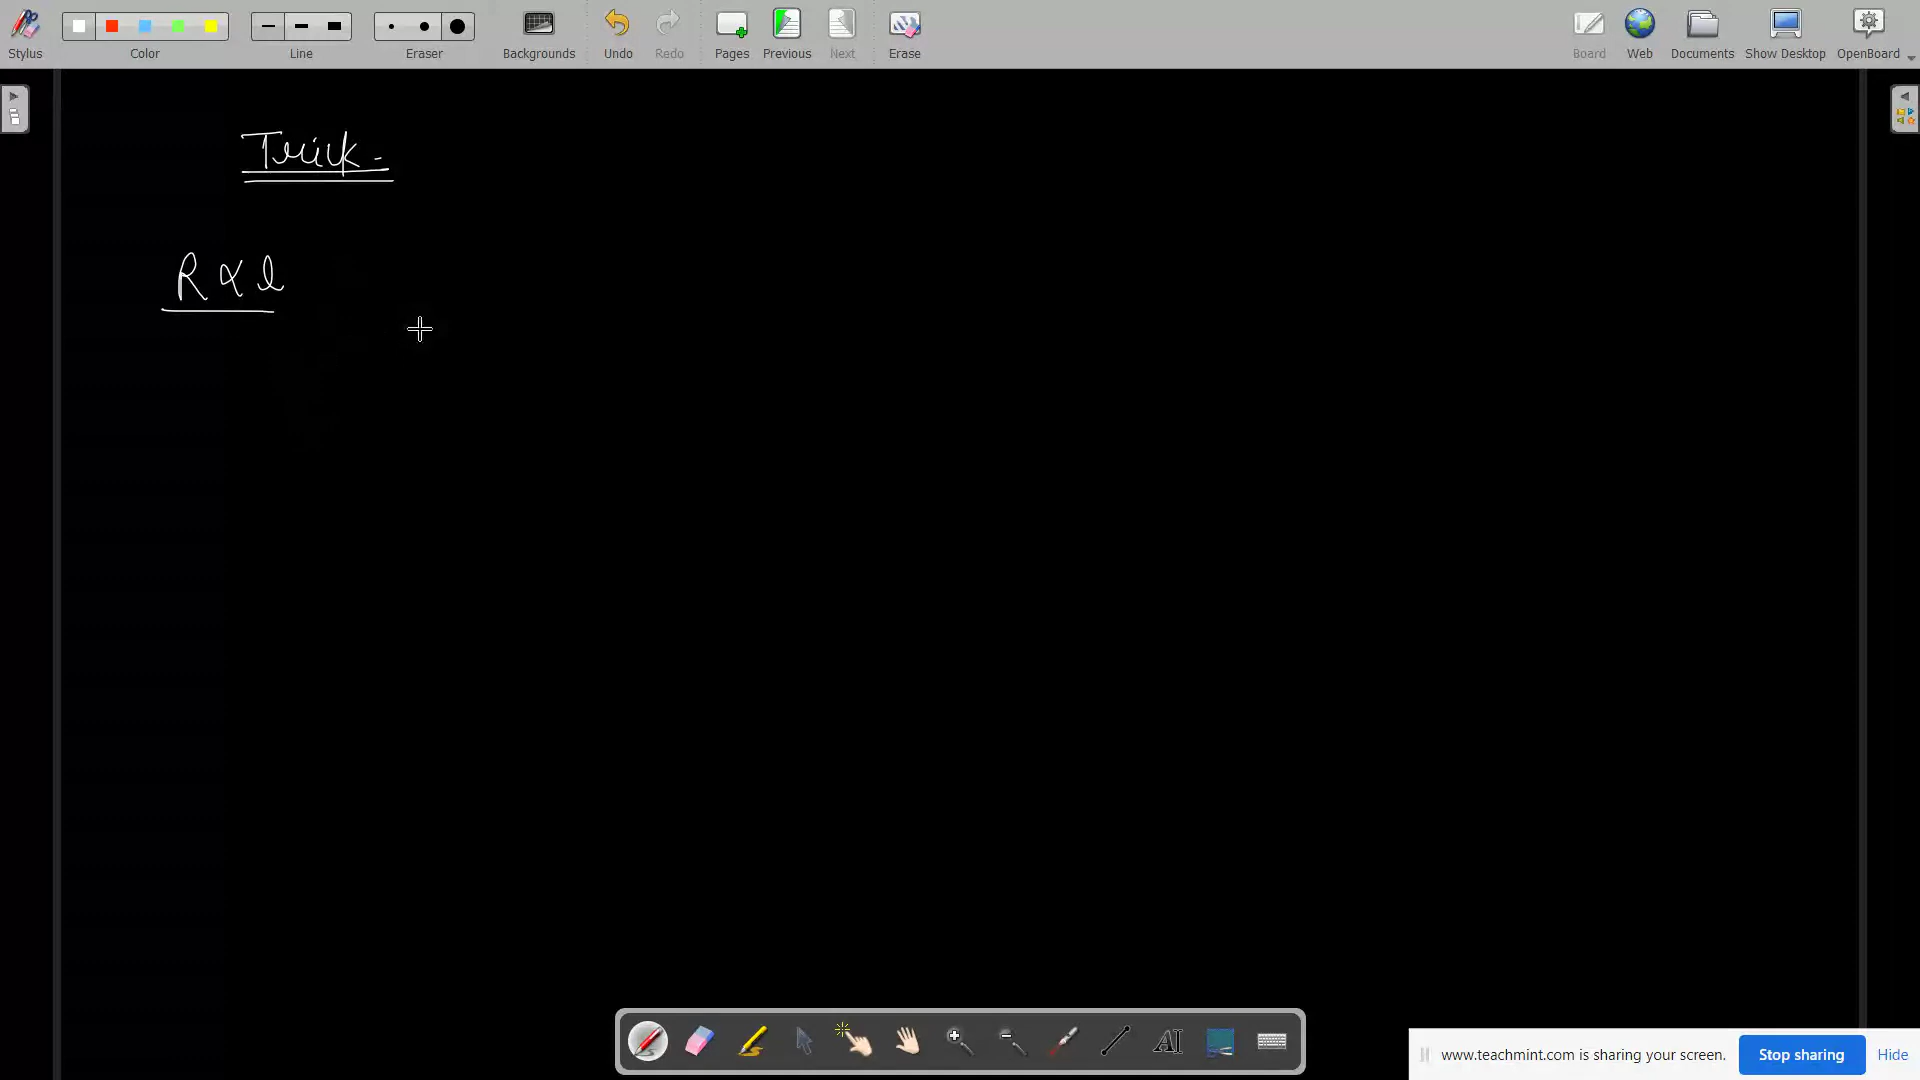 Stylus Color Line Eraser Backgrounds Undo Redo Pages Previous Next Erase Board Web Documents Show Desktop OpenBoard
Trick -
R ∝ l
www.teachmint.com is sharing your screen. Stop sharing Hide